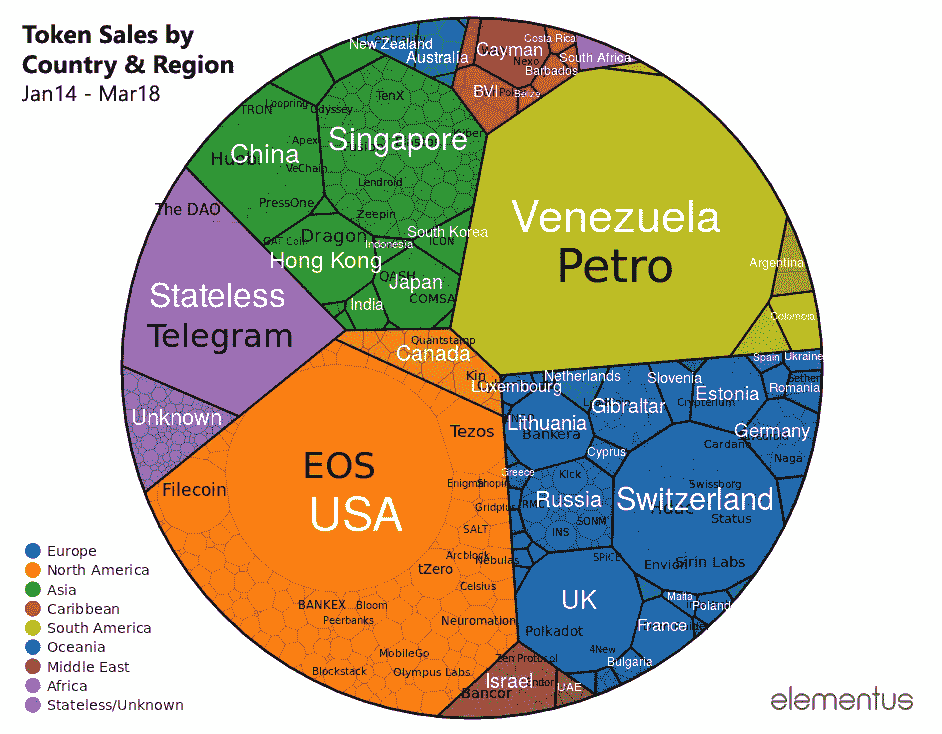 Token Sales by
Country & Region
Jan14 - Mar18
New Zealand
Australia
Cayman
Nexo
Costa Rica
Barbados
South Africa
BVI
Belize
TenX
TRON
Loopring
Odyssey
Singapore
Kyber
Apex
China
VeChain
Lendroid
PressOne
Zeepin
The DAO
Dragon
South Korea
Indonesia
ICON
Hong Kong
QASH
Japan
COMSA
India
Venezuela
Petro
Argentina
Colombia
Stateless
Telegram
Unknown
Quantstamp
Canada
Kin
Luxembourg
Netherlands
Slovenia
Spain
Ukraine
Romania
Estonia
Crypterium
Gibraltar
Lithuania
Bankera
Germany
Cardano
Naga
Cyprus
Greece
Tezos
EOS
USA
Filecoin
Enigma
Shopin
Gridplus
SALT
Arcblock
Nebulas
tZero
Celsius
BANKEX
Bloom
Peerbanks
Neuromation
MobileGo
Blockstack
Olympus Labs
Kick
Russia
SONM
INS
Switzerland
Swissborg
Status
SPiCE
Envion
Sirin Labs
UK
Polkadot
Malta
Poland
France
4New
Bulgaria
Zen Protocol
Israel
Bancor
UAE
Europe
North America
Asia
Caribbean
South America
Oceania
Middle East
Africa
Stateless/Unknown
elementus